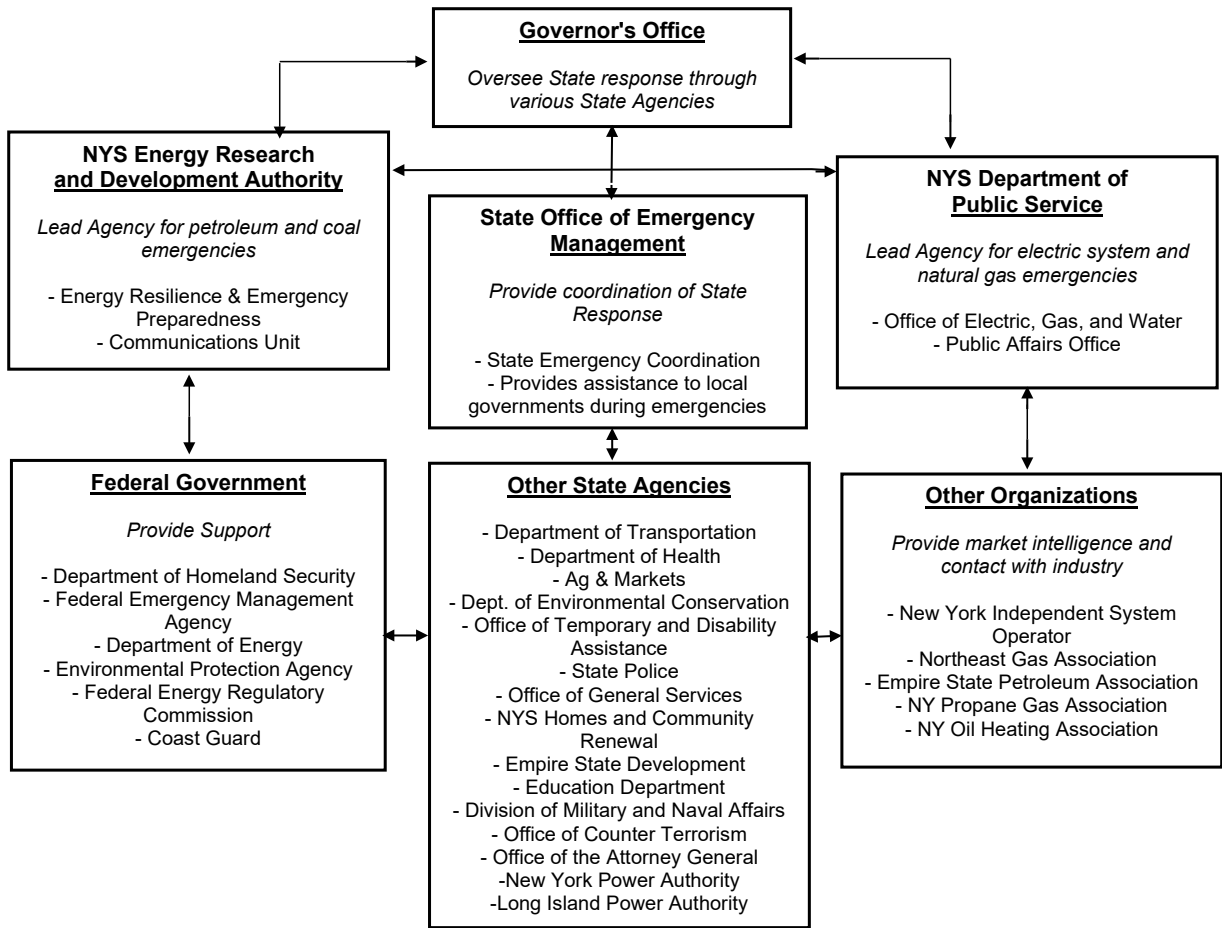 Governor's Office
Oversee State response through
various State Agencies
NYS Energy Research
and Development Authority
Lead Agency for petroleum and coal
emergencies
- Energy Resilience & Emergency
Preparedness
- Communications Unit
State Office of Emergency
Management
Provide coordination of State
Response
- State Emergency Coordination
- Provides assistance to local
governments during emergencies
NYS Department of
Public Service
Lead Agency for electric system and
natural gas emergencies
- Office of Electric, Gas, and Water
- Public Affairs Office
Federal Government
Provide Support
- Department of Homeland Security
- Federal Emergency Management
Agency
- Department of Energy
- Environmental Protection Agency
- Federal Energy Regulatory
Commission
- Coast Guard
Other State Agencies
- Department of Transportation
- Department of Health
- Ag & Markets
- Dept. of Environmental Conservation
- Office of Temporary and Disability
Assistance
- State Police
- Office of General Services
- NYS Homes and Community
Renewal
- Empire State Development
- Education Department
- Division of Military and Naval Affairs
- Office of Counter Terrorism
- Office of the Attorney General
-New York Power Authority
-Long Island Power Authority
Other Organizations
Provide market intelligence and
contact with industry
- New York Independent System
Operator
- Northeast Gas Association
- Empire State Petroleum Association
- NY Propane Gas Association
- NY Oil Heating Association